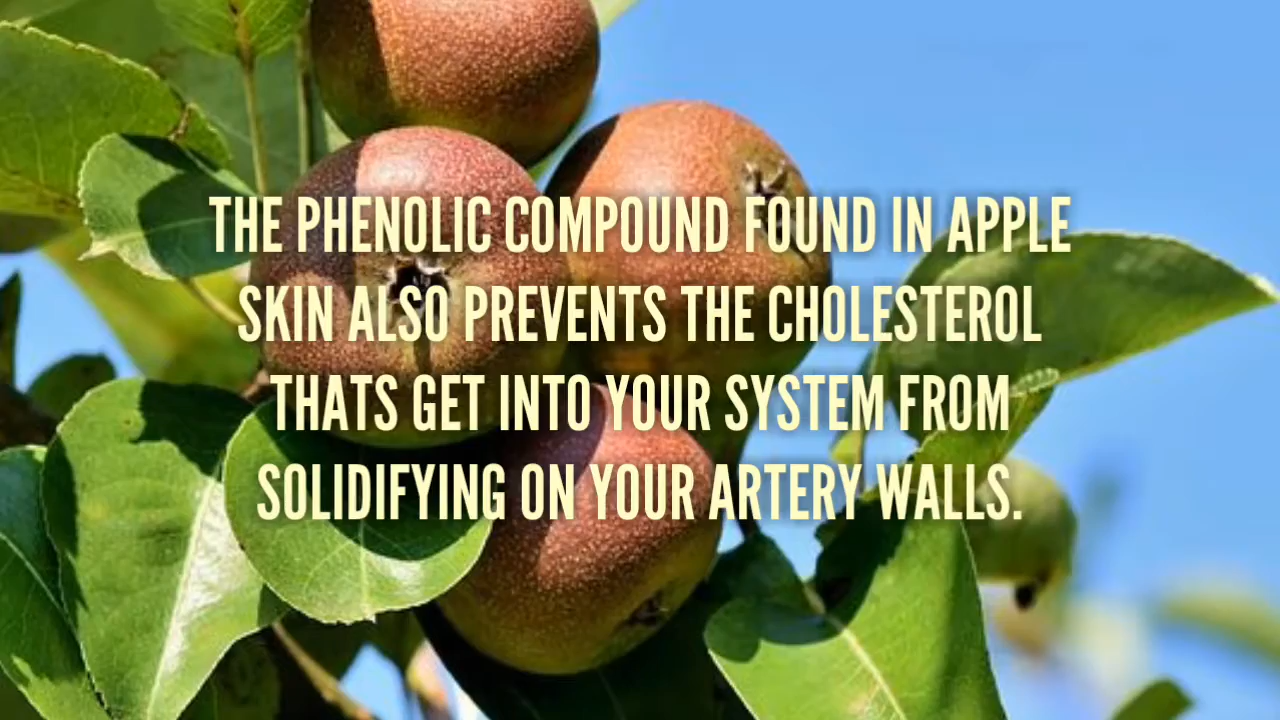 THE PHENOLIC COMPOUND FOUND IN APPLE
SKIN ALSO PREVENTS THE CHOLESTEROL
THATS GET INTO YOUR SYSTEM FROM
SOLIDIFYING ON YOUR ARTERY WALLS.